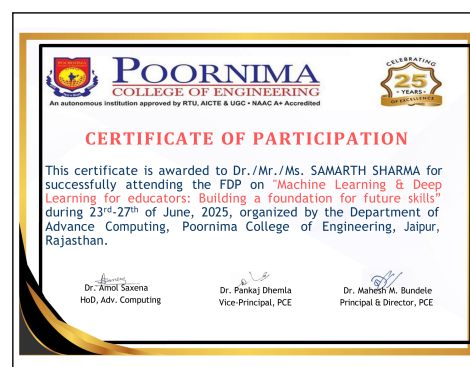 POORNIMA
COLLEGE OF ENGINEERING
An autonomous institution approved by RTU, AICTE & UGC • NAAC A+ Accredited
CELEBRATING
25
YEARS
OF EXCELLENCE
CERTIFICATE OF PARTICIPATION
This certificate is awarded to Dr./Mr./Ms. SAMARTH SHARMA for
successfully attending the FDP on "Machine Learning & Deep
Learning for educators: Building a foundation for future skills”
during 23rd-27th of June, 2025, organized by the Department of
Advance Computing, Poornima College of Engineering, Jaipur,
Rajasthan.
Dr. Amol Saxena
HoD, Adv. Computing
Dr. Pankaj Dhemla
Vice-Principal, PCE
Dr. Mahesh M. Bundele
Principal & Director, PCE